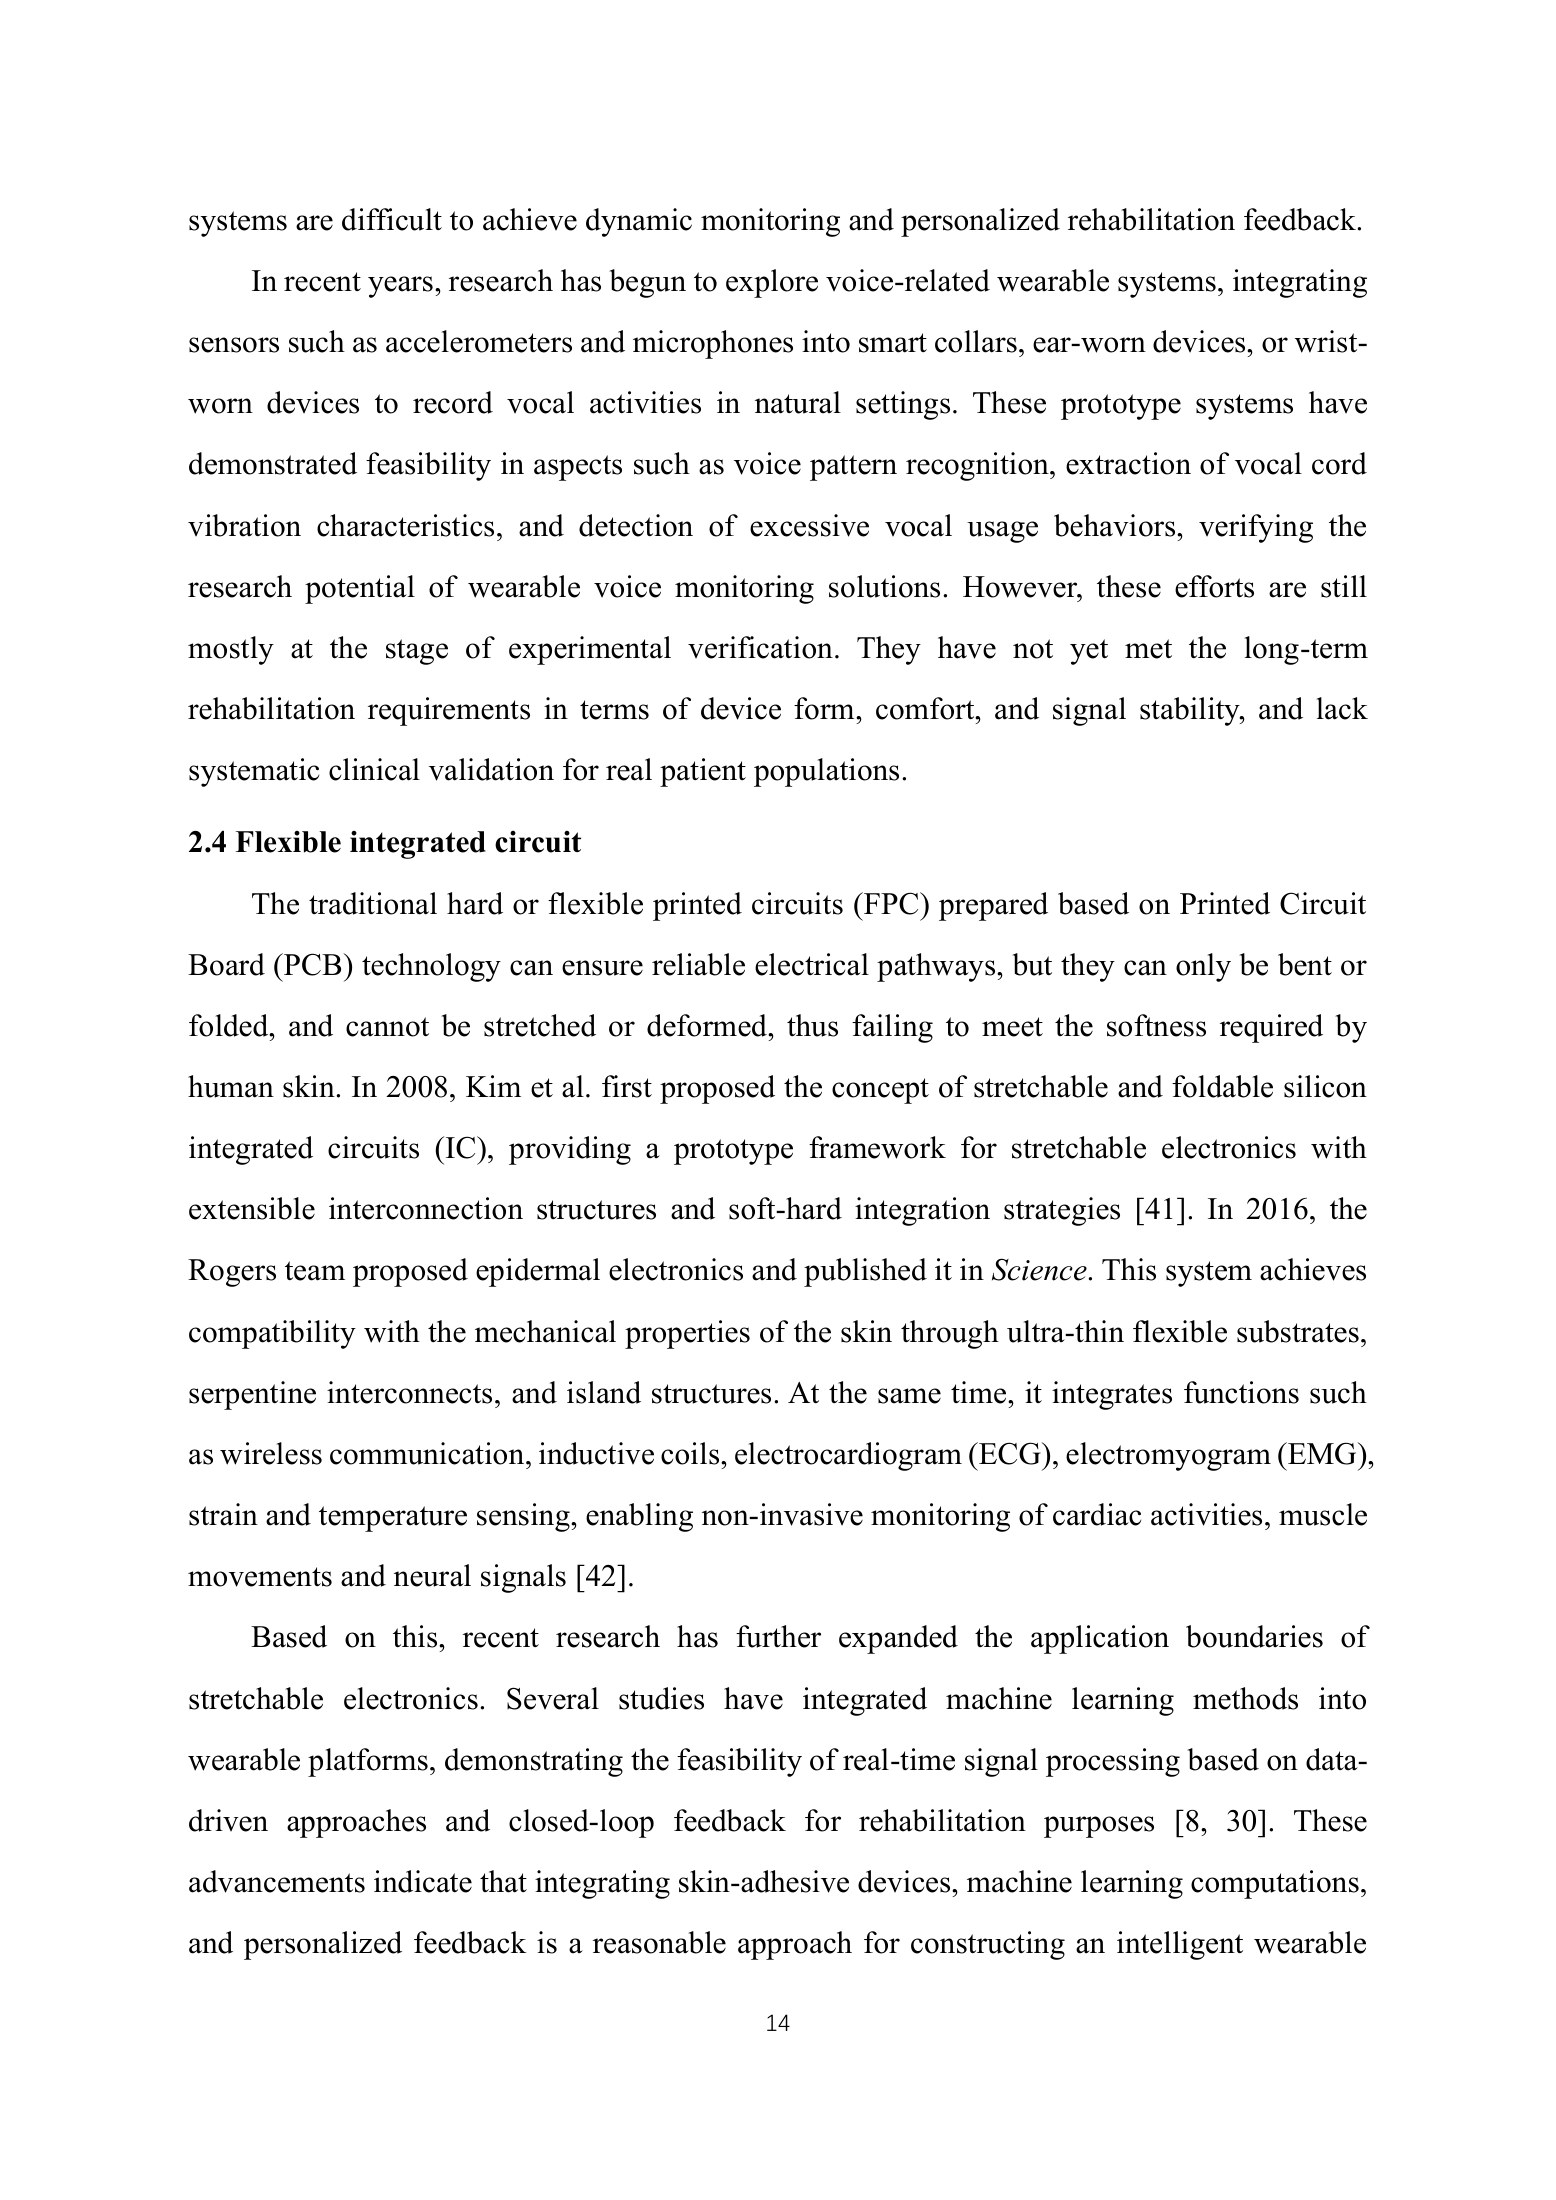 systems are difficult to achieve dynamic monitoring and personalized rehabilitation feedback.
In recent years, research has begun to explore voice-related wearable systems, integrating
sensors such as accelerometers and microphones into smart collars, ear-worn devices, or wrist-
worn devices to record vocal activities in natural settings. These prototype systems have
demonstrated feasibility in aspects such as voice pattern recognition, extraction of vocal cord
vibration characteristics, and detection of excessive vocal usage behaviors, verifying the
research potential of wearable voice monitoring solutions. However, these efforts are still
mostly at the stage of experimental verification. They have not yet met the long-term
rehabilitation requirements in terms of device form, comfort, and signal stability, and lack
systematic clinical validation for real patient populations.
2.4 Flexible integrated circuit
The traditional hard or flexible printed circuits (FPC) prepared based on Printed Circuit
Board (PCB) technology can ensure reliable electrical pathways, but they can only be bent or
folded, and cannot be stretched or deformed, thus failing to meet the softness required by
human skin. In 2008, Kim et al. first proposed the concept of stretchable and foldable silicon
integrated circuits (IC), providing a prototype framework for stretchable electronics with
extensible interconnection structures and soft-hard integration strategies [41]. In 2016, the
Rogers team proposed epidermal electronics and published it in Science. This system achieves
compatibility with the mechanical properties of the skin through ultra-thin flexible substrates,
serpentine interconnects, and island structures. At the same time, it integrates functions such
as wireless communication, inductive coils, electrocardiogram (ECG), electromyogram (EMG),
strain and temperature sensing, enabling non-invasive monitoring of cardiac activities, muscle
movements and neural signals [42].
Based on this, recent research has further expanded the application boundaries of
stretchable electronics. Several studies have integrated machine learning methods into
wearable platforms, demonstrating the feasibility of real-time signal processing based on data-
driven approaches and closed-loop feedback for rehabilitation purposes [8, 30]. These
advancements indicate that integrating skin-adhesive devices, machine learning computations,
and personalized feedback is a reasonable approach for constructing an intelligent wearable
14